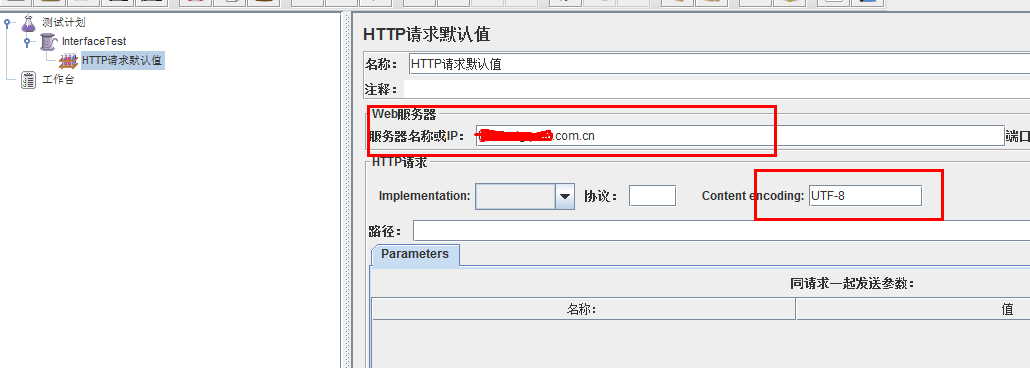 测试计划
InterfaceTest
HTTP请求默认值
工作台
HTTP请求默认值
名称： HTTP请求默认值
注释：
Web服务器
服务器名称或IP： .com.cn 端口
HTTP请求
Implementation: 协议： Content encoding: UTF-8
路径：
Parameters
同请求一起发送参数：
名称： 值